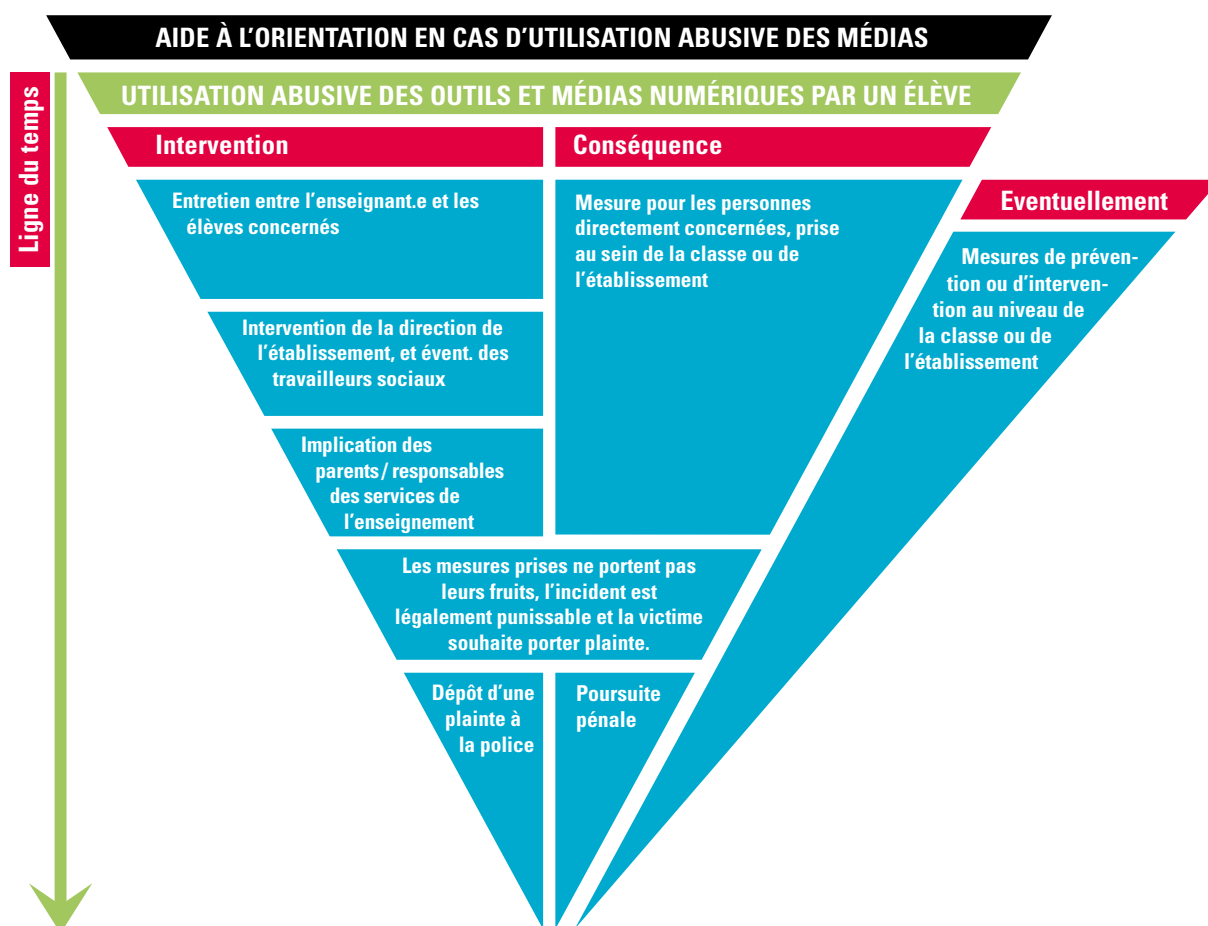 AIDE À L'ORIENTATION EN CAS D'UTILISATION ABUSIVE DES MÉDIAS
Ligne du temps
UTILISATION ABUSIVE DES OUTILS ET MÉDIAS NUMÉRIQUES PAR UN ÉLÈVE
Intervention
Entretien entre l'enseignant.e et les
élèves concernés
Intervention de la direction de
l'établissement, et évent. des
travailleurs sociaux
Implication des
parents / responsables
des services de
l'enseignement
Conséquence
Mesure pour les personnes
directement concernées, prise
au sein de la classe ou de
l'établissement
Les mesures prises ne portent pas
leurs fruits, l'incident est
légalement punissable et la victime
souhaite porter plainte.
Dépôt d'une
plainte à
la police
Poursuite
pénale
Eventuellement
Mesures de préven-
tion ou d'interven-
tion au niveau de
la classe ou de
l'établissement